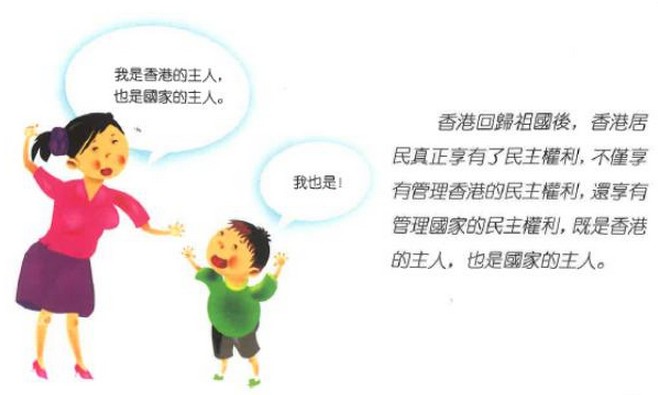 我是香港的主人，
也是國家的主人。
我也是！
香港回歸祖國後，香港居
民真正享有了民主權利，不僅享
有管理香港的民主權利，還享有
管理國家的民主權利，既是香港
的主人，也是國家的主人。